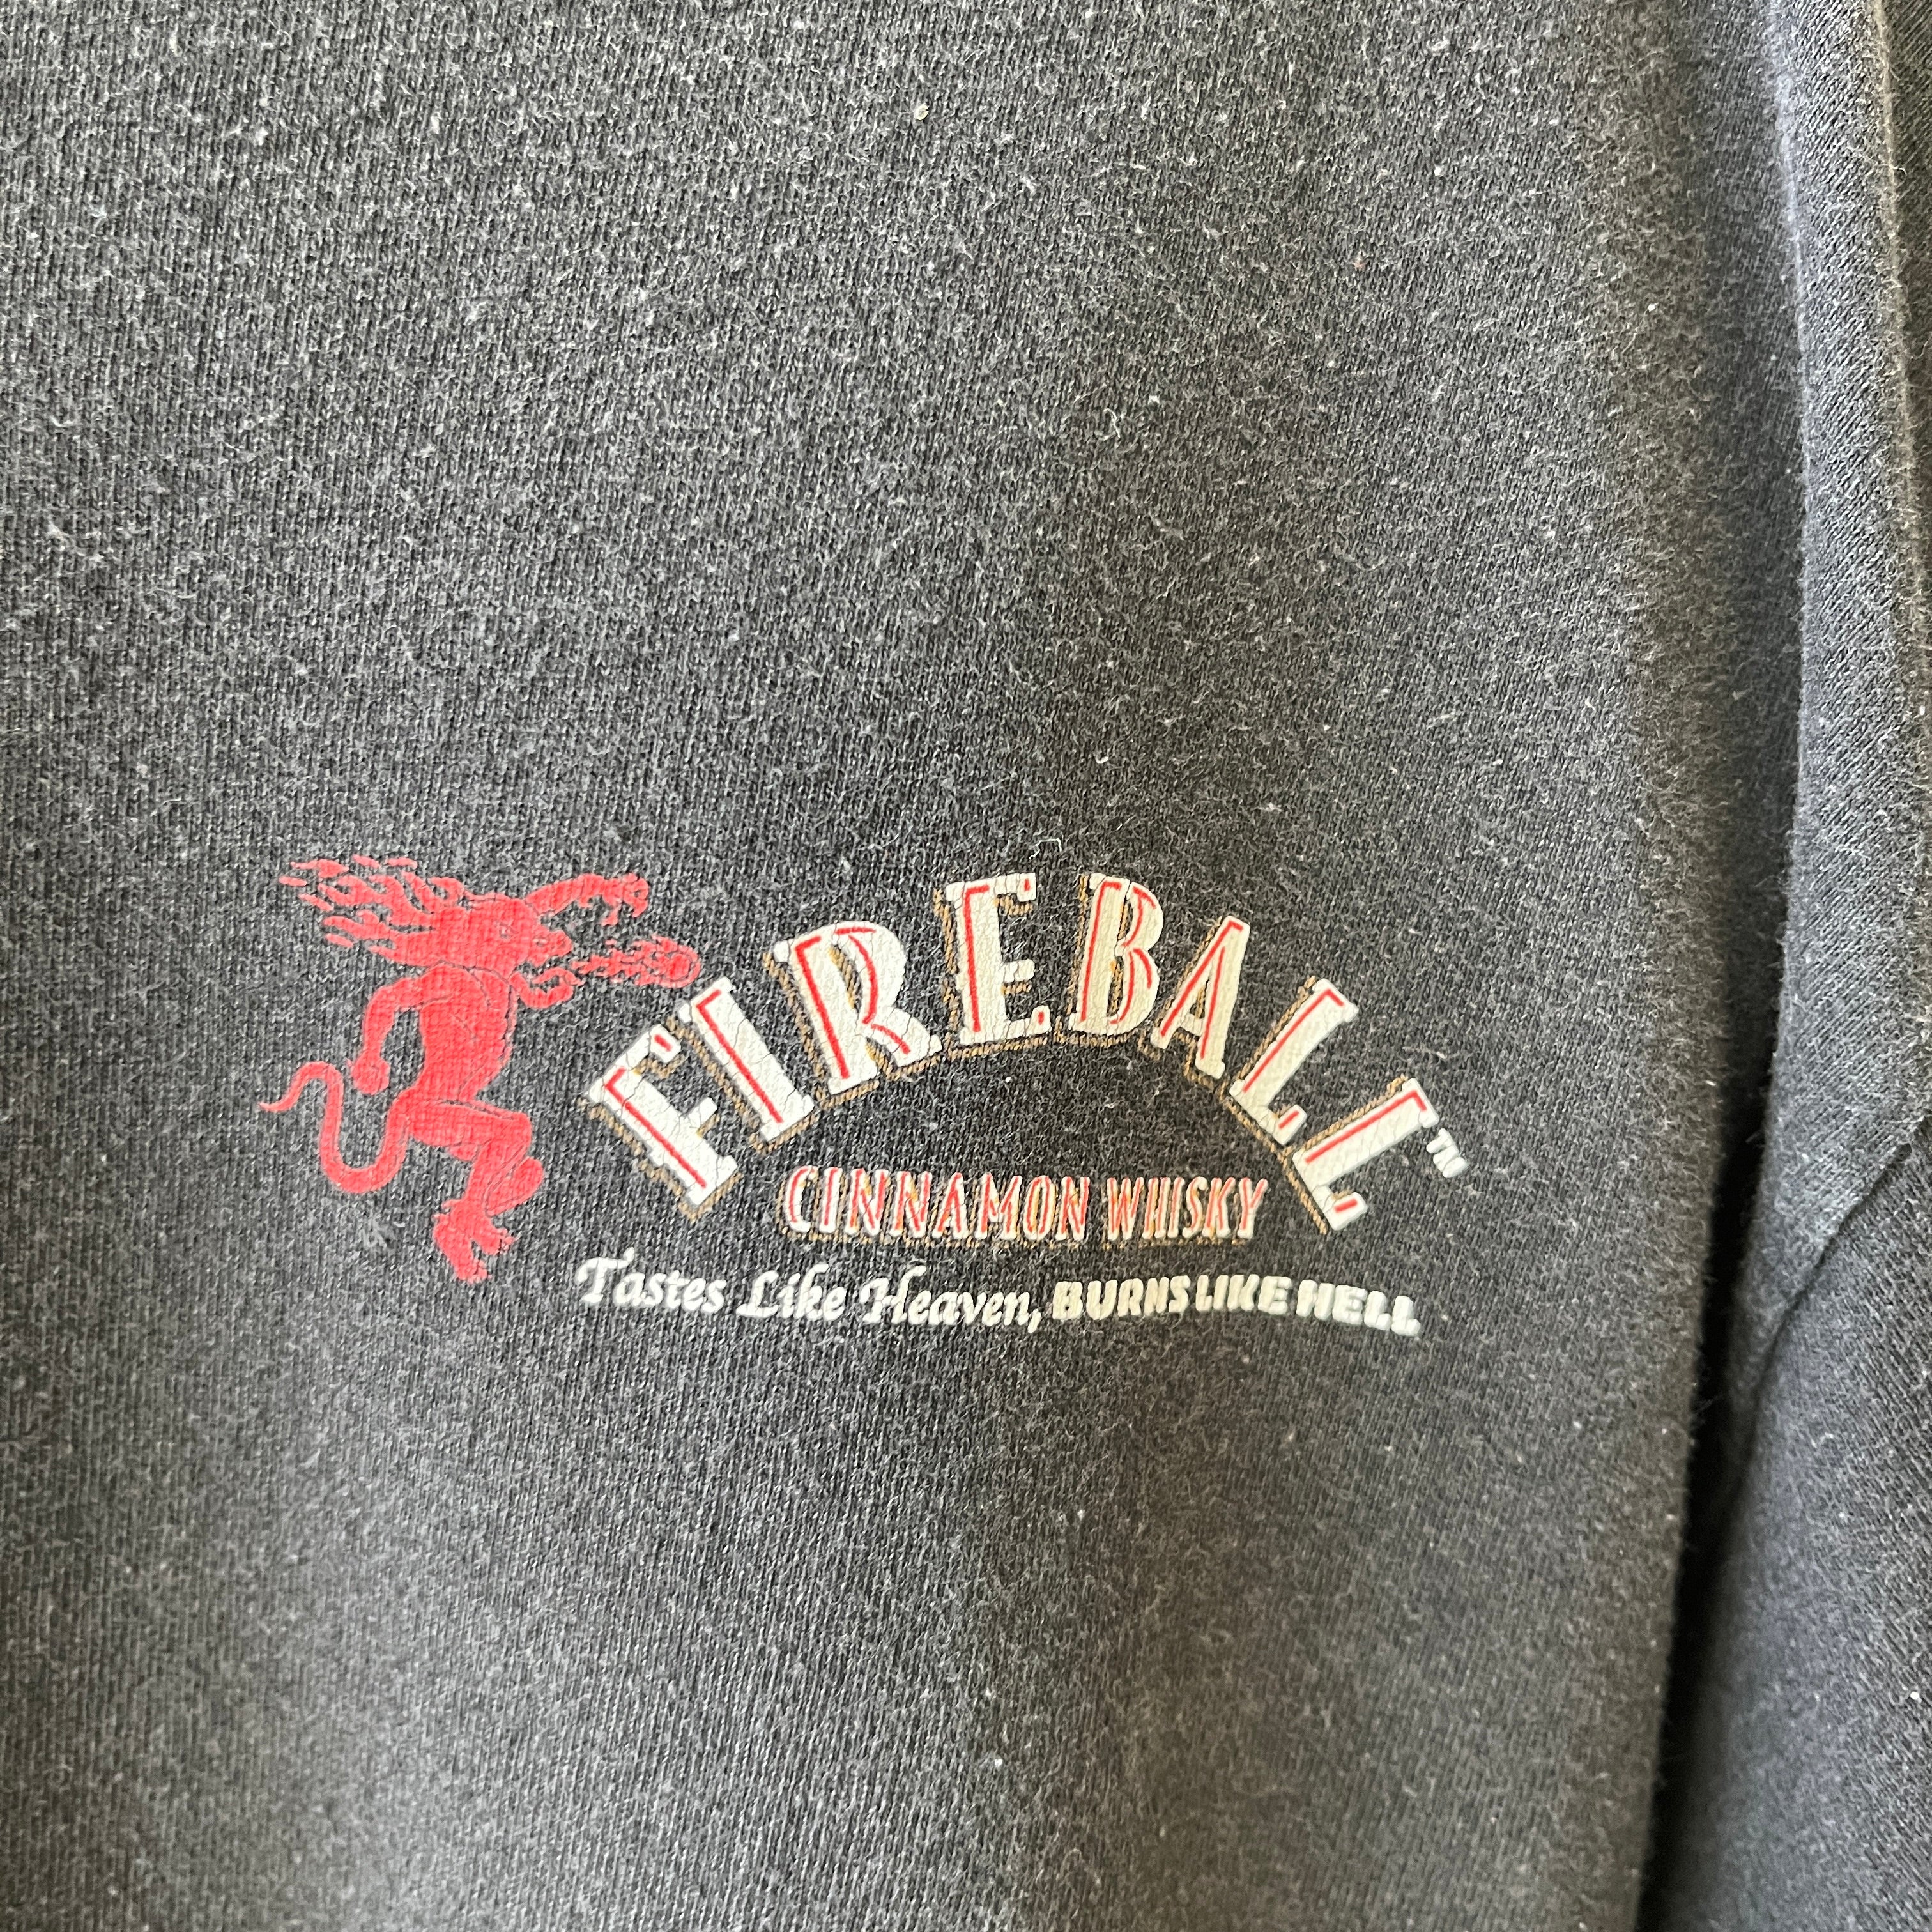 FIREBALL™
CINNAMON WHISKY
Tastes Like Heaven, BURNS LIKE HELL